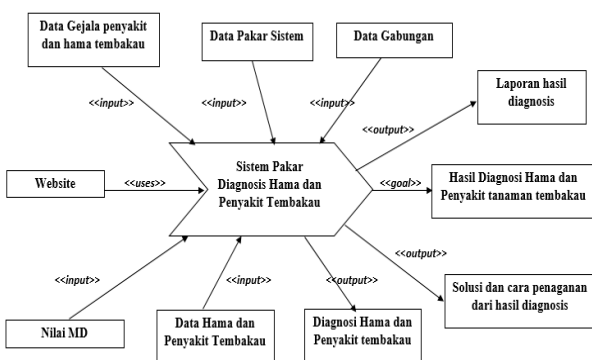 Data Gejala penyakit
dan hama tembakau
Data Pakar Sistem
Data Gabungan
Laporan hasil
diagnosis
<<input>>
<<input>>
<<input>>
<<output>>
Sistem Pakar
Diagnosis Hama dan
Penyakit Tembakau
Website
<<uses>>
<<goal>>
Hasil Diagnosi Hama dan
Penyakit tanaman tembakau
<<input>>
<<input>>
<<output>>
<<output>>
Solusi dan cara penaganan
dari hasil diagnosis
Nilai MD
Data Hama dan
Penyakit Tembakau
Diagnosi Hama dan
Penyakit tembakau